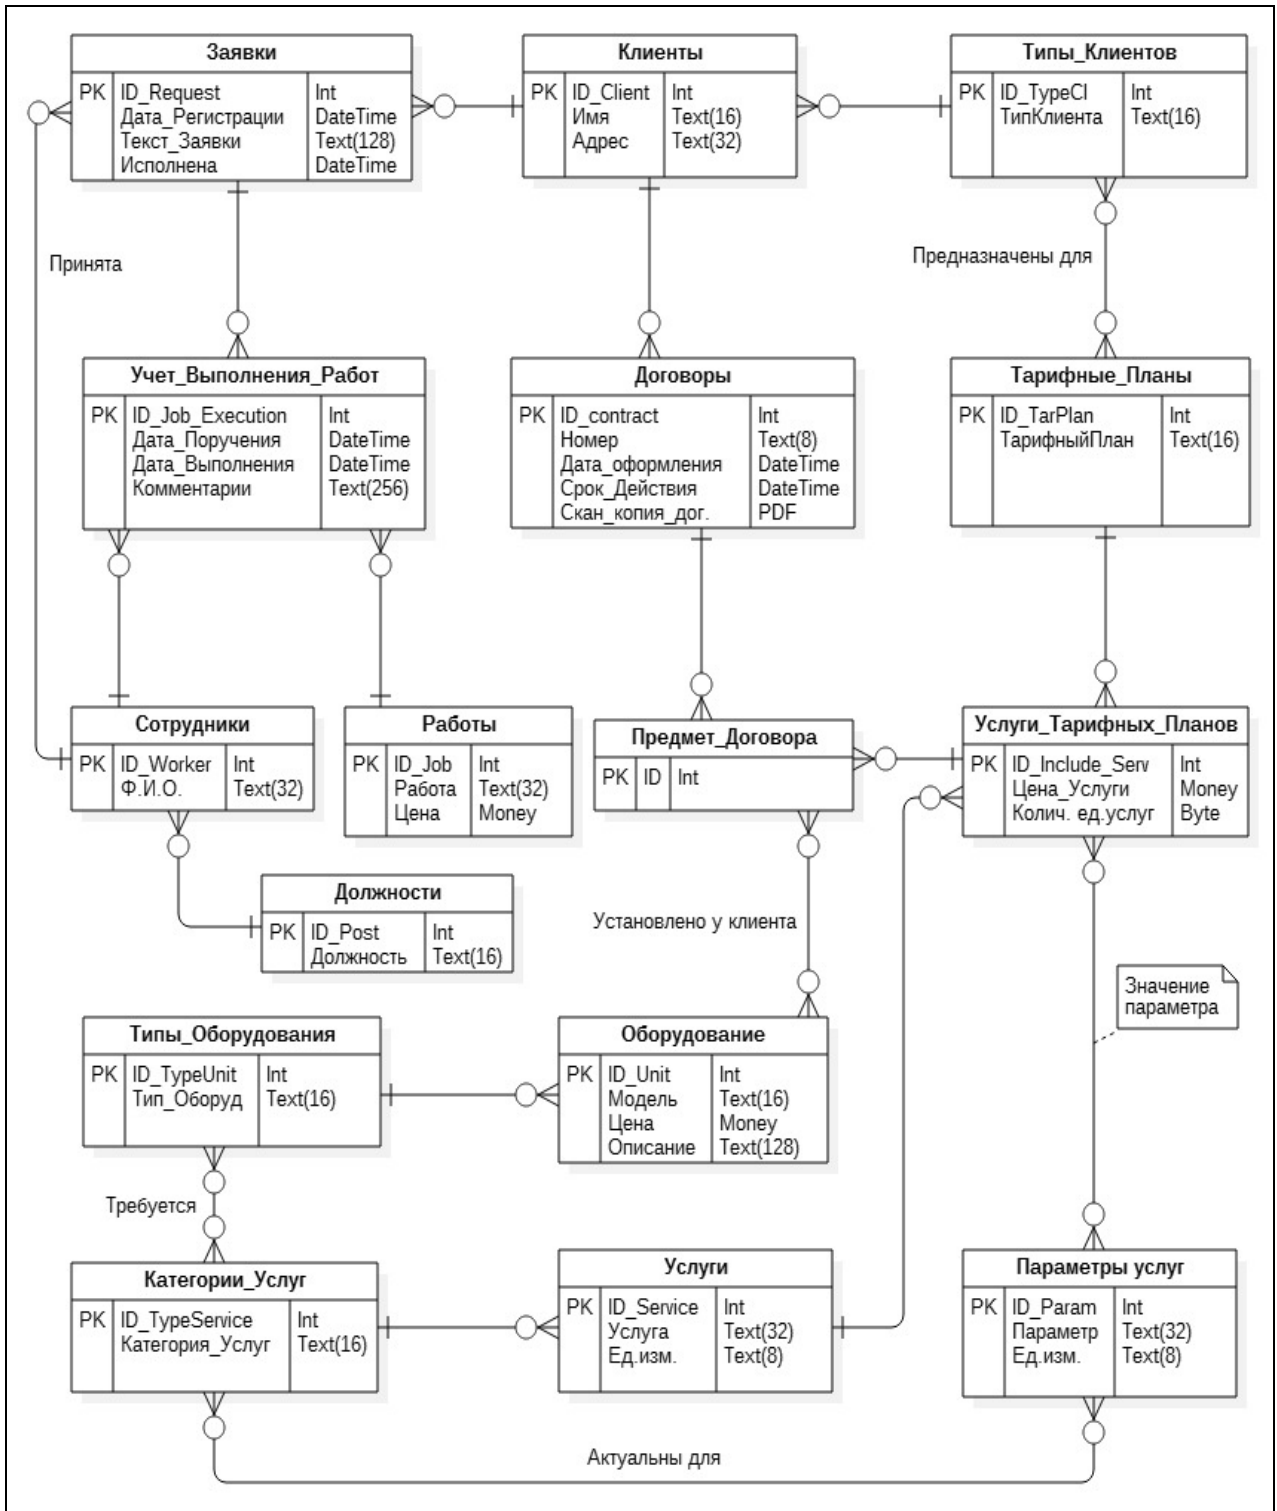 Заявки
PK ID_Request Int
Дата_Регистрации DateTime
Текст_Заявки Text(128)
Исполнена DateTime
Клиенты
PK ID_Client Int
Имя Text(16)
Адрес Text(32)
Типы_Клиентов
PK ID_TypeCl Int
ТипКлиента Text(16)
Принята
Предназначены для
Учет_Выполнения_Работ
PK ID_Job_Execution Int
Дата_Поручения DateTime
Дата_Выполнения DateTime
Комментарии Text(256)
Договоры
PK ID_contract Int
Номер Text(8)
Дата_оформления DateTime
Срок_Действия DateTime
Скан_копия_дог. PDF
Тарифные_Планы
PK ID_TarPlan Int
ТарифныйПлан Text(16)
Сотрудники
PK ID_Worker Int
Ф.И.О. Text(32)
Работы
PK ID_Job Int
Работа Text(32)
Цена Money
Предмет_Договора
PK ID Int
Услуги_Тарифных_Планов
PK ID_Include_Serv Int
Цена_Услуги Money
Колич. ед.услуг Byte
Должности
PK ID_Post Int
Должность Text(16)
Установлено у клиента
Значение
параметра
Типы_Оборудования
PK ID_TypeUnit Int
Тип_Оборуд Text(16)
Оборудование
PK ID_Unit Int
Модель Text(16)
Цена Money
Описание Text(128)
Требуется
Категории_Услуг
PK ID_TypeService Int
Категория_Услуг Text(16)
Услуги
PK ID_Service Int
Услуга Text(32)
Ед.изм. Text(8)
Параметры услуг
PK ID_Param Int
Параметр Text(32)
Ед.изм. Text(8)
Актуальны для